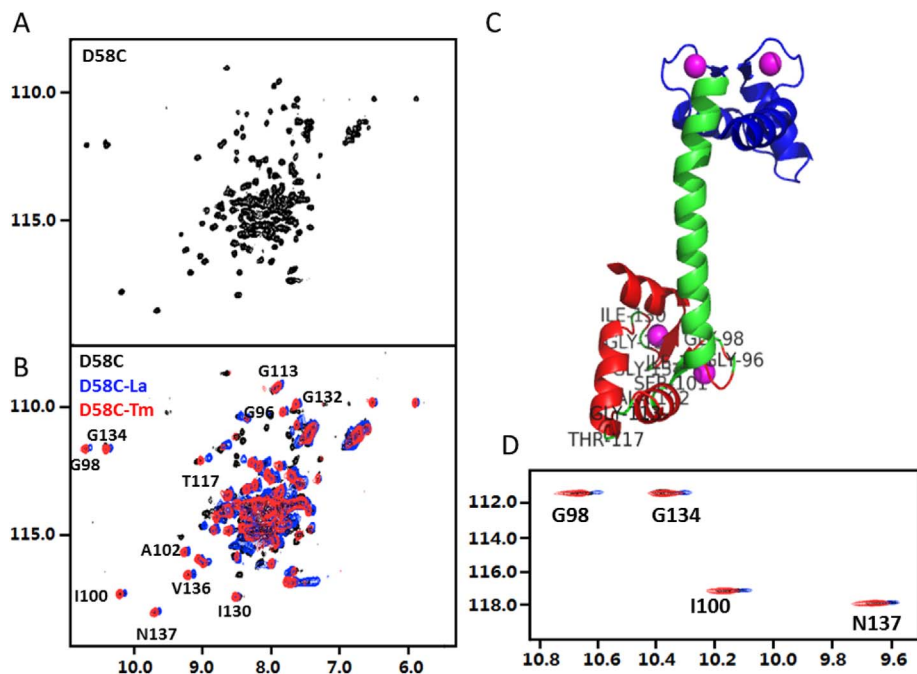 A
D58C
110.0
115.0
B
D58C
D58C-La
D58C-Tm
G113
G132
G96
G134
G98
T117
A102
V136
I130
I100
N137
110.0
115.0
10.0 9.0 8.0 7.0 6.0
C
ILE-130
GLY-98
GLY-96
SER-101
THR-117
D
112.0
114.0
116.0
118.0
G98
G134
I100
N137
10.8 10.6 10.4 10.2 10.0 9.8 9.6